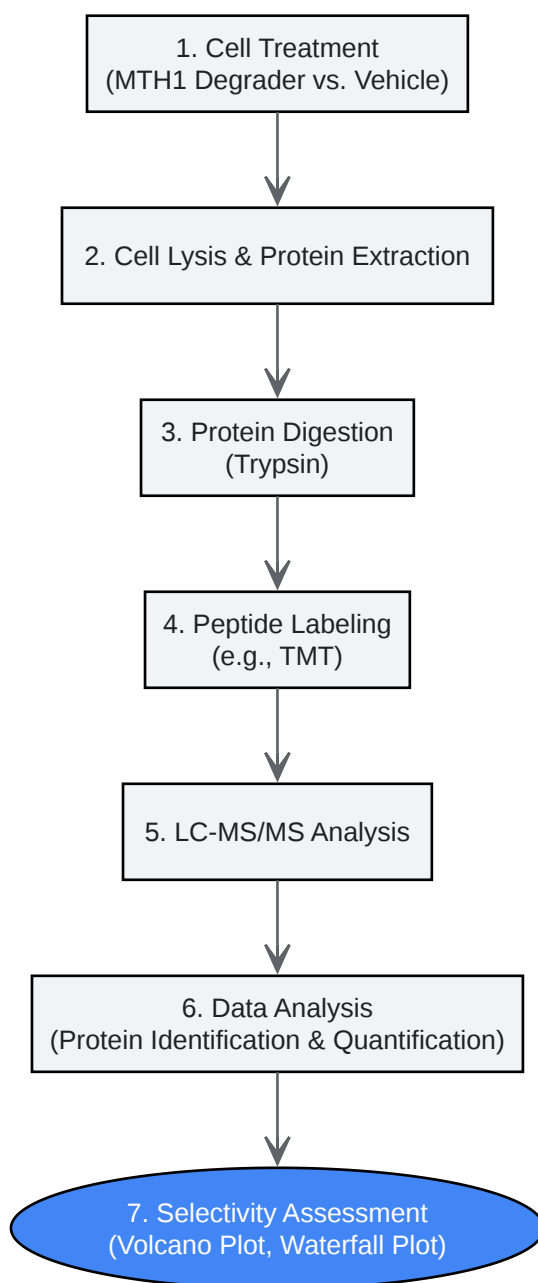 1. Cell Treatment
(MTH1 Degrader vs. Vehicle)
2. Cell Lysis & Protein Extraction
3. Protein Digestion
(Trypsin)
4. Peptide Labeling
(e.g., TMT)
5. LC-MS/MS Analysis
6. Data Analysis
(Protein Identification & Quantification)
7. Selectivity Assessment
(Volcano Plot, Waterfall Plot)